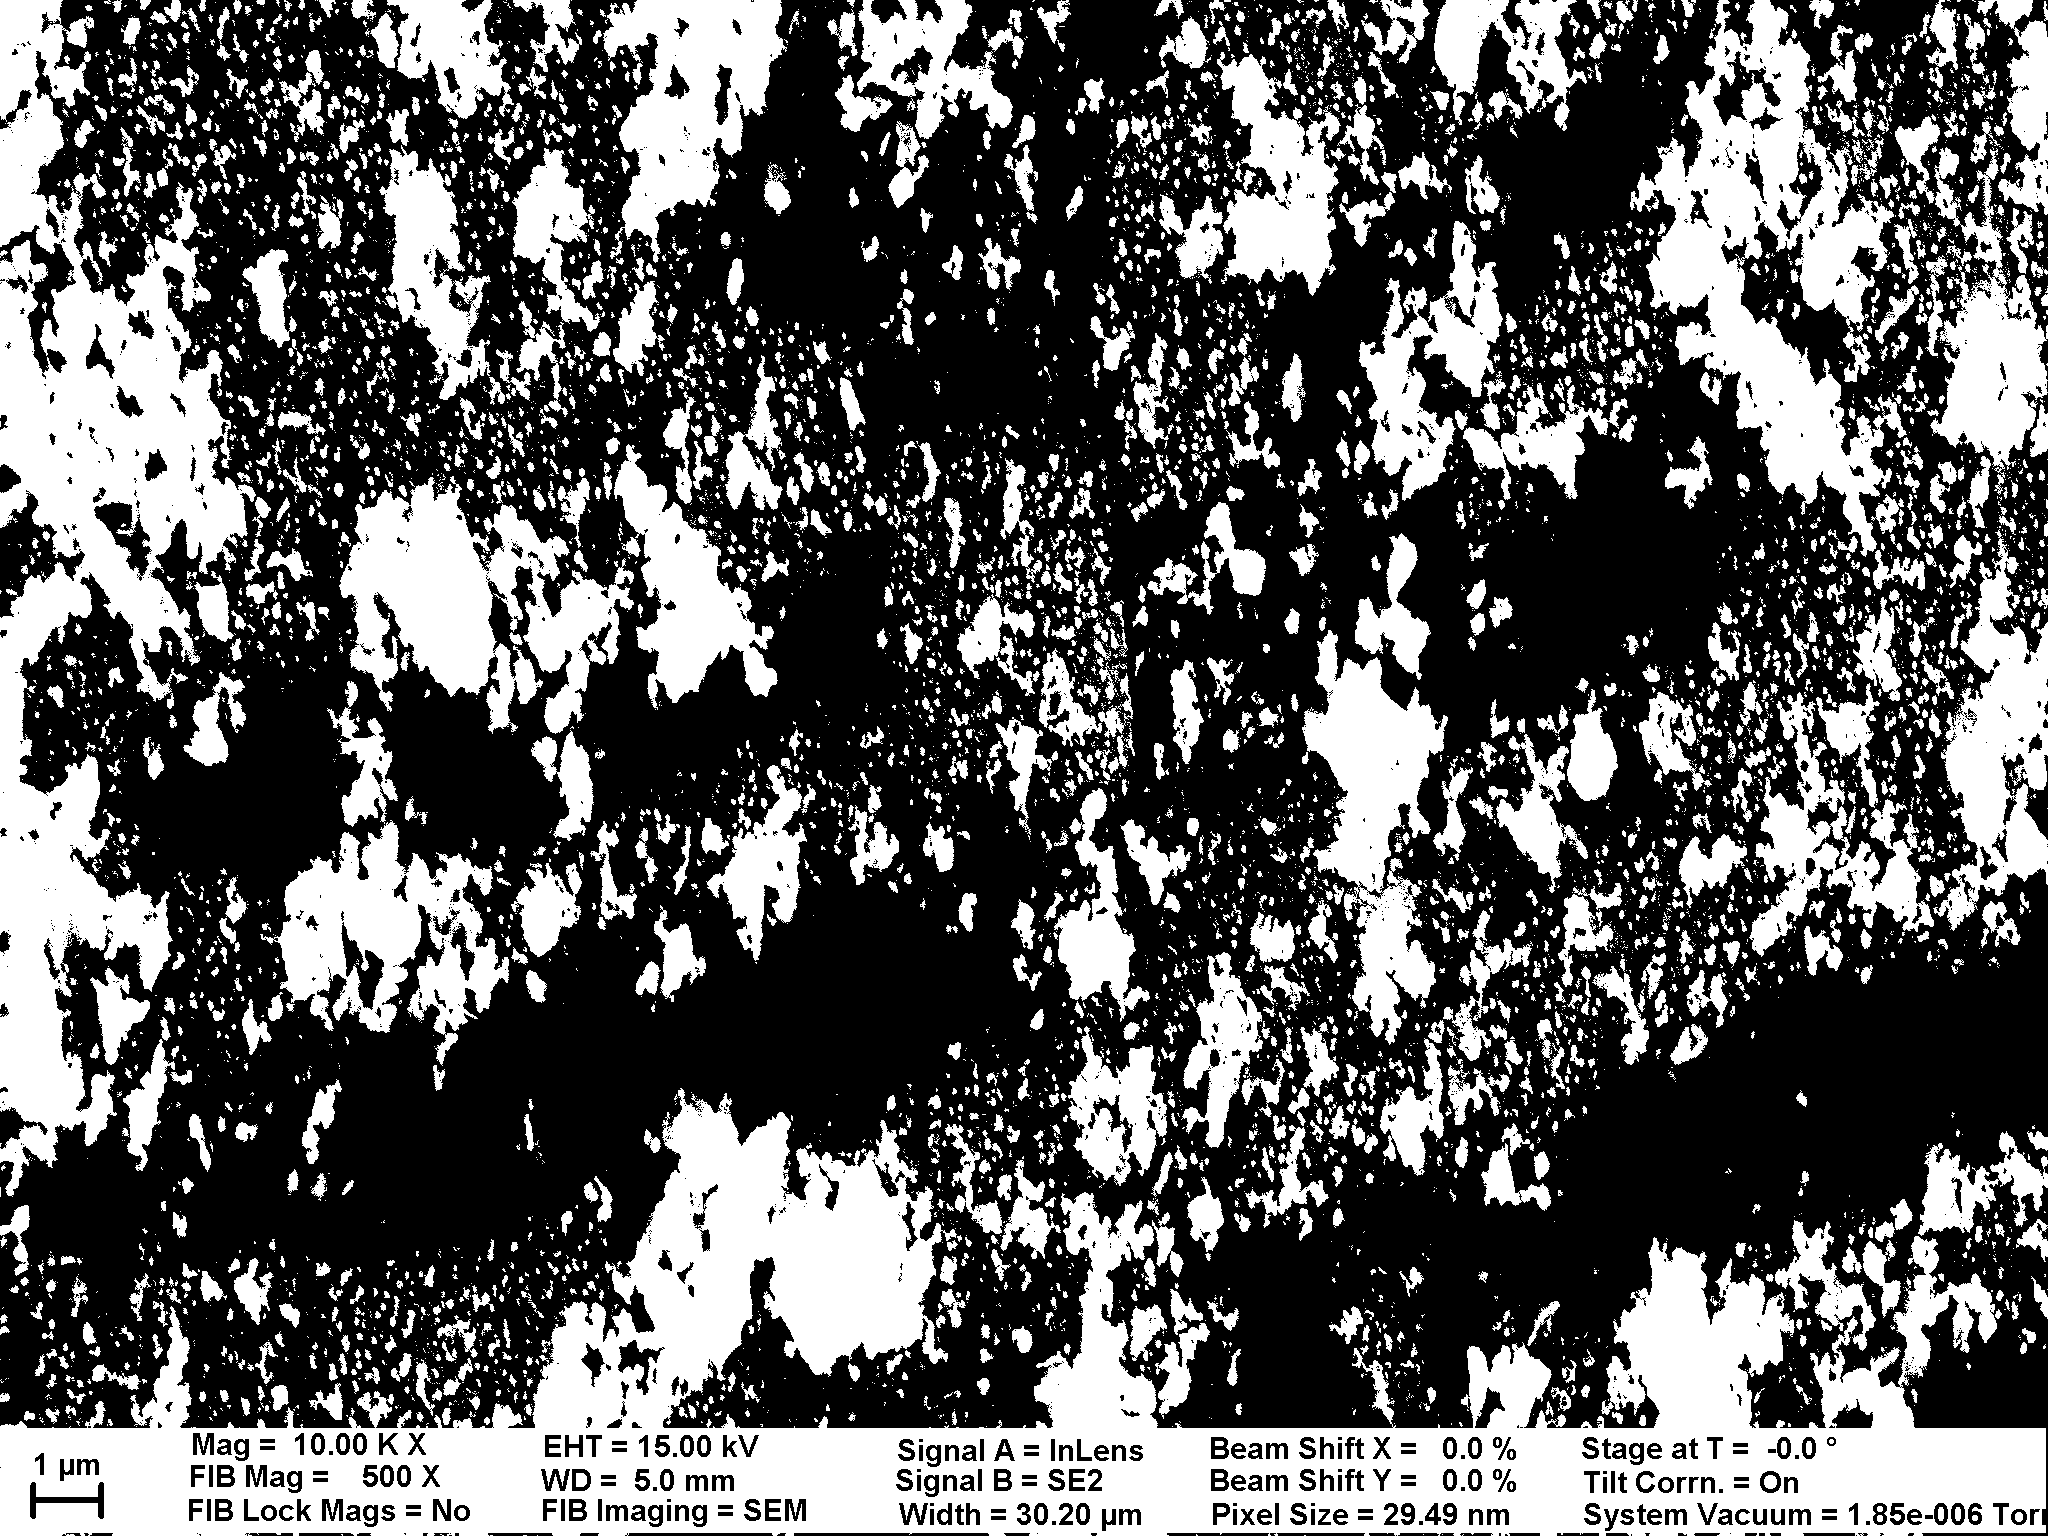 1 µm
Mag = 10.00 K X
FIB Mag = 500 X
FIB Lock Mags = No
EHT = 15.00 kV
WD = 5.0 mm
FIB Imaging = SEM
Signal A = InLens
Signal B = SE2
Width = 30.20 µm
Beam Shift X = 0.0 %
Beam Shift Y = 0.0 %
Pixel Size = 29.49 nm
Stage at T = -0.0 °
Tilt Corrn. = On
System Vacuum = 1.85e-006 Torr